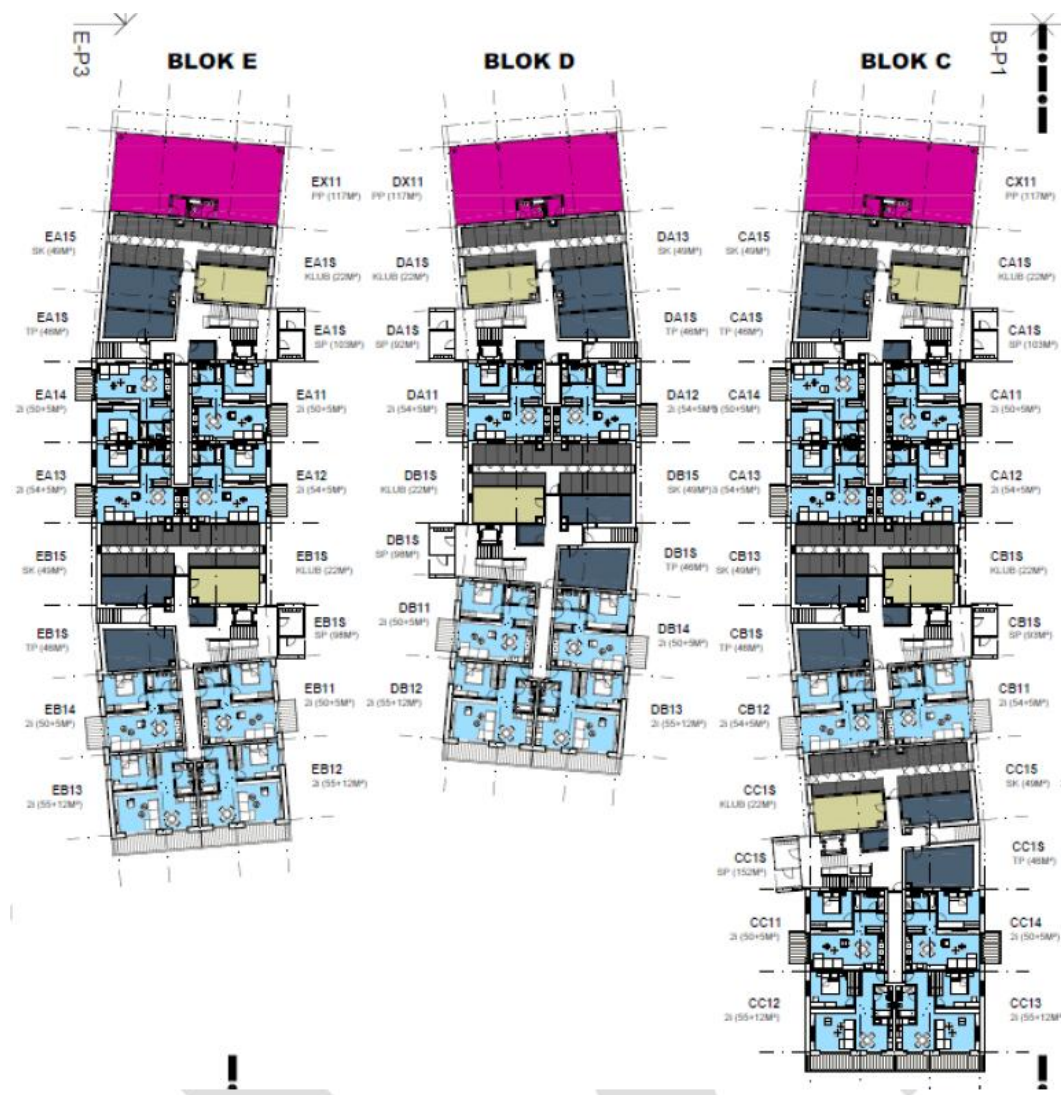 E-P3
BLOK E
BLOK D
BLOK C
B-P1
EX11
PP (117M²)
DX11
PP (117M²)
CX11
PP (117M²)
EA15
SK (49M²)
EA1S
KLUB (22M²)
DA1S
KLUB (22M²)
DA13
SK (49M²)
CA15
SK (49M²)
CA1S
KLUB (22M²)
EA1S
TP (46M²)
EA1S
SP (103M²)
DA1S
SP (92M²)
DA1S
TP (46M²)
CA1S
TP (46M²)
CA1S
SP (103M²)
EA14
2i (50+5M²)
EA11
2i (50+5M²)
DA11
2i (54+5M²)
DA12
2i (54+5M²)
CA14
(50+5M²)
CA11
2i (50+5M²)
EA13
2i (54+5M²)
EA12
2i (54+5M²)
DB1S
KLUB (22M²)
DB15
SK (49M²)
CA13
(54+5M²)
CA12
2i (54+5M²)
EB15
SK (49M²)
EB1S
KLUB (22M²)
DB1S
SP (98M²)
DB1S
TP (46M²)
CB13
SK (49M²)
CB1S
KLUB (22M²)
EB1S
TP (46M²)
EB1S
SP (98M²)
DB11
2i (50+5M²)
DB14
2i (50+5M²)
CB1S
TP (46M²)
CB1S
SP (93M²)
EB14
2i (50+5M²)
EB11
2i (50+5M²)
DB12
2i (55+12M²)
DB13
2i (55+12M²)
CB12
2i (54+5M²)
CB11
2i (54+5M²)
EB13
2i (55+12M²)
EB12
2i (55+12M²)
CC1S
KLUB (22M²)
CC15
SK (49M²)
CC1S
SP (152M²)
CC1S
TP (46M²)
CC11
2i (50+5M²)
CC14
2i (50+5M²)
CC12
2i (55+12M²)
CC13
2i (55+12M²)